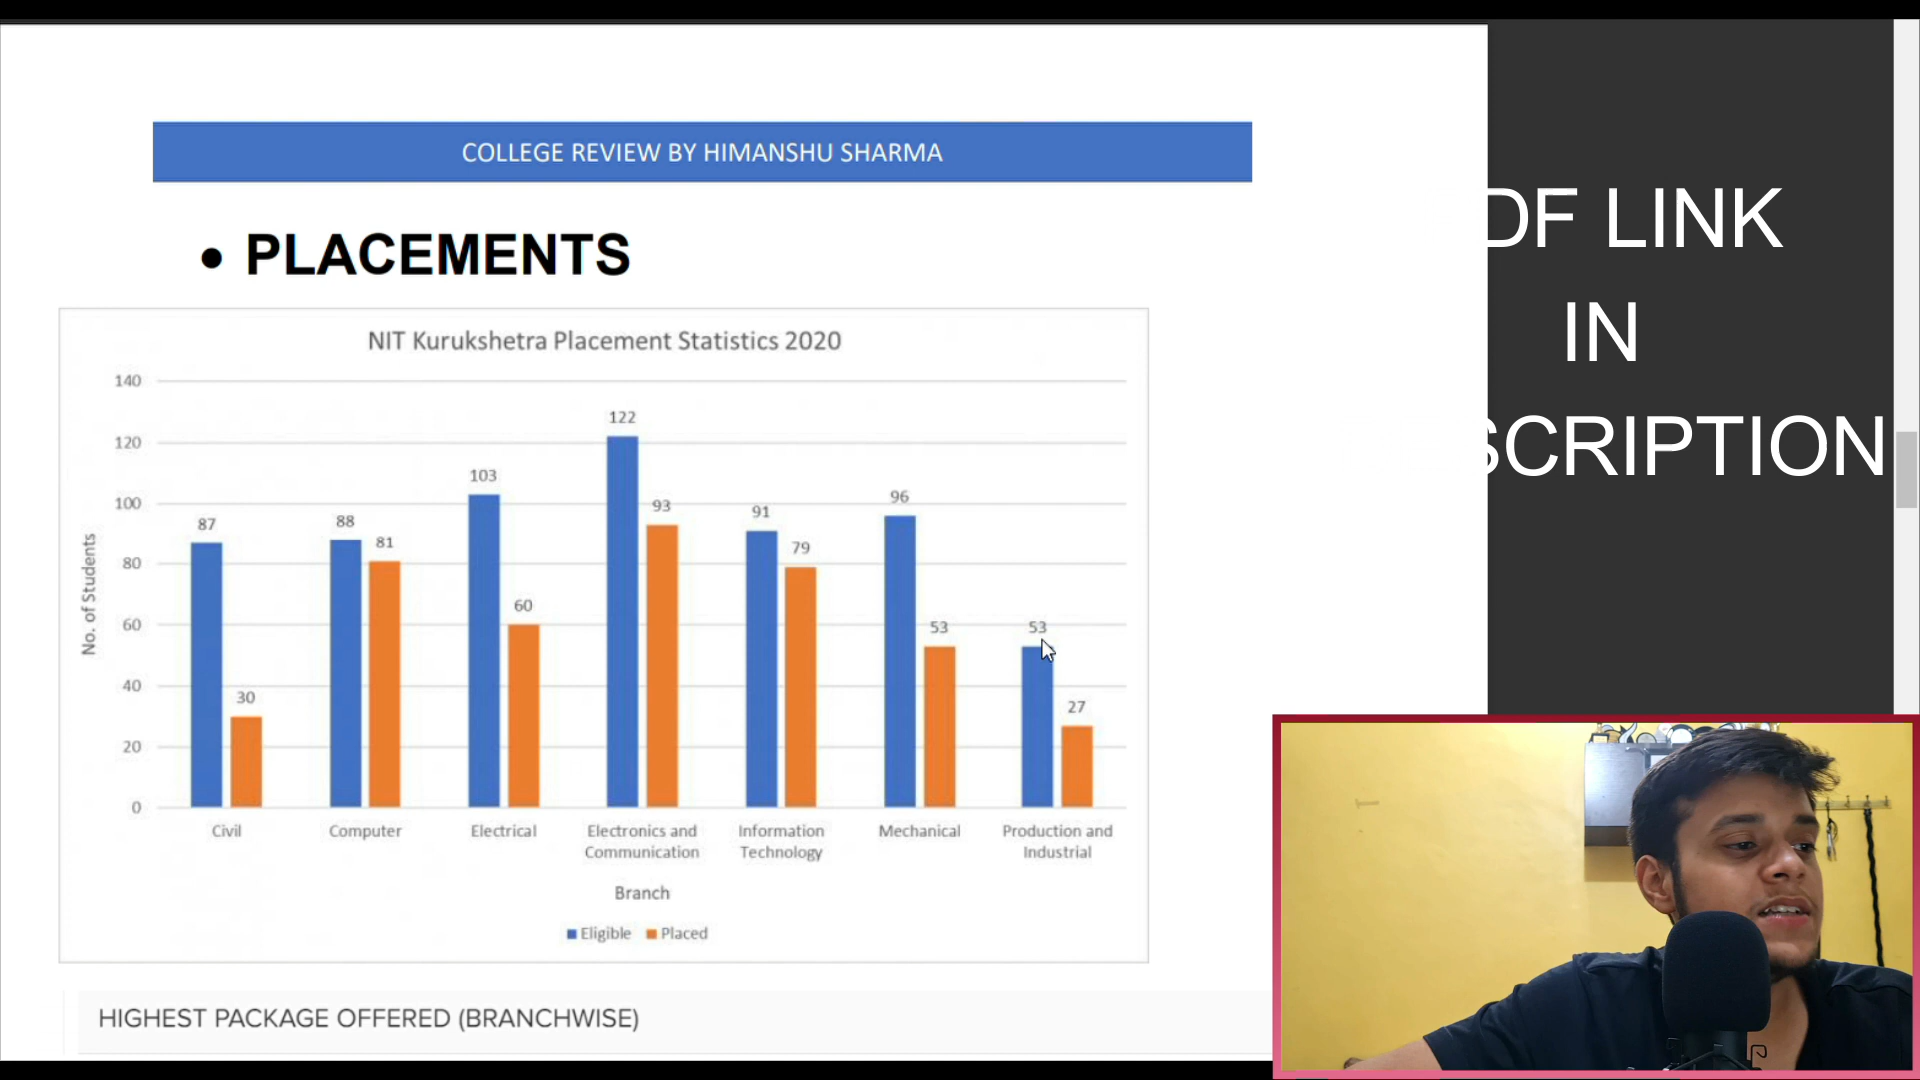 COLLEGE REVIEW BY HIMANSHU SHARMA
• PLACEMENTS
NIT Kurukshetra Placement Statistics 2020
No. of Students
140
120
100
80
60
40
20
0
87
30
88
81
103
60
122
93
91
79
96
53
53
27
Civil
Computer
Electrical
Electronics and
Communication
Information
Technology
Mechanical
Production and
Industrial
Branch
Eligible Placed
HIGHEST PACKAGE OFFERED (BRANCHWISE)
DF LINK
IN
SCRIPTION